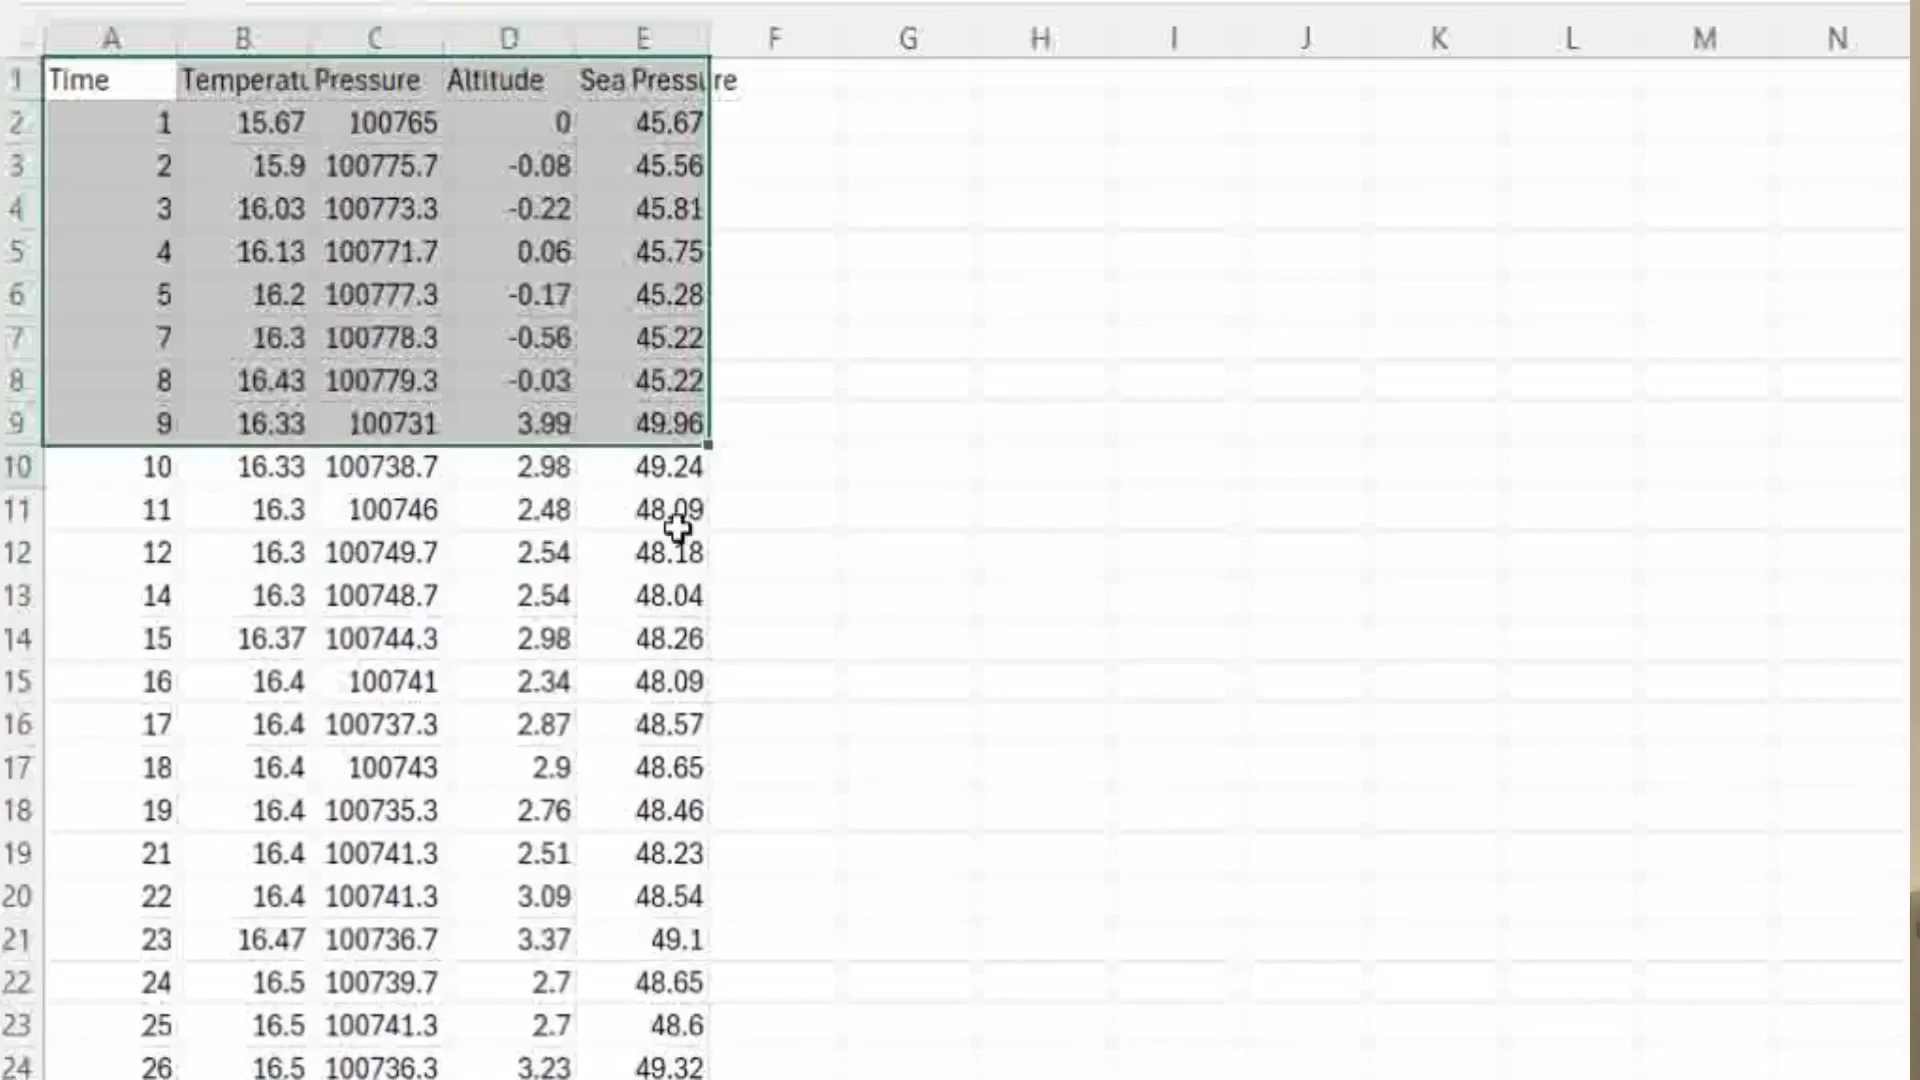 A B C D E F G H I J K L M N
1 Time Temperatu Pressure Altitude Sea Pressure
2 1 15.67 100765 0 45.67
3 2 15.9 100775.7 -0.08 45.56
4 3 16.03 100773.3 -0.22 45.81
5 4 16.13 100771.7 0.06 45.75
6 5 16.2 100777.3 -0.17 45.28
7 7 16.3 100778.3 -0.56 45.22
8 8 16.43 100779.3 -0.03 45.22
9 9 16.33 100731 3.99 49.96
10 10 16.33 100738.7 2.98 49.24
11 11 16.3 100746 2.48 48.09
12 12 16.3 100749.7 2.54 48.18
13 14 16.3 100748.7 2.54 48.04
14 15 16.37 100744.3 2.98 48.26
15 16 16.4 100741 2.34 48.09
16 17 16.4 100737.3 2.87 48.57
17 18 16.4 100743 2.9 48.65
18 19 16.4 100735.3 2.76 48.46
19 21 16.4 100741.3 2.51 48.23
20 22 16.4 100741.3 3.09 48.54
21 23 16.47 100736.7 3.37 49.1
22 24 16.5 100739.7 2.7 48.65
23 25 16.5 100741.3 2.7 48.6
24 26 16.5 100736.3 3.23 49.32